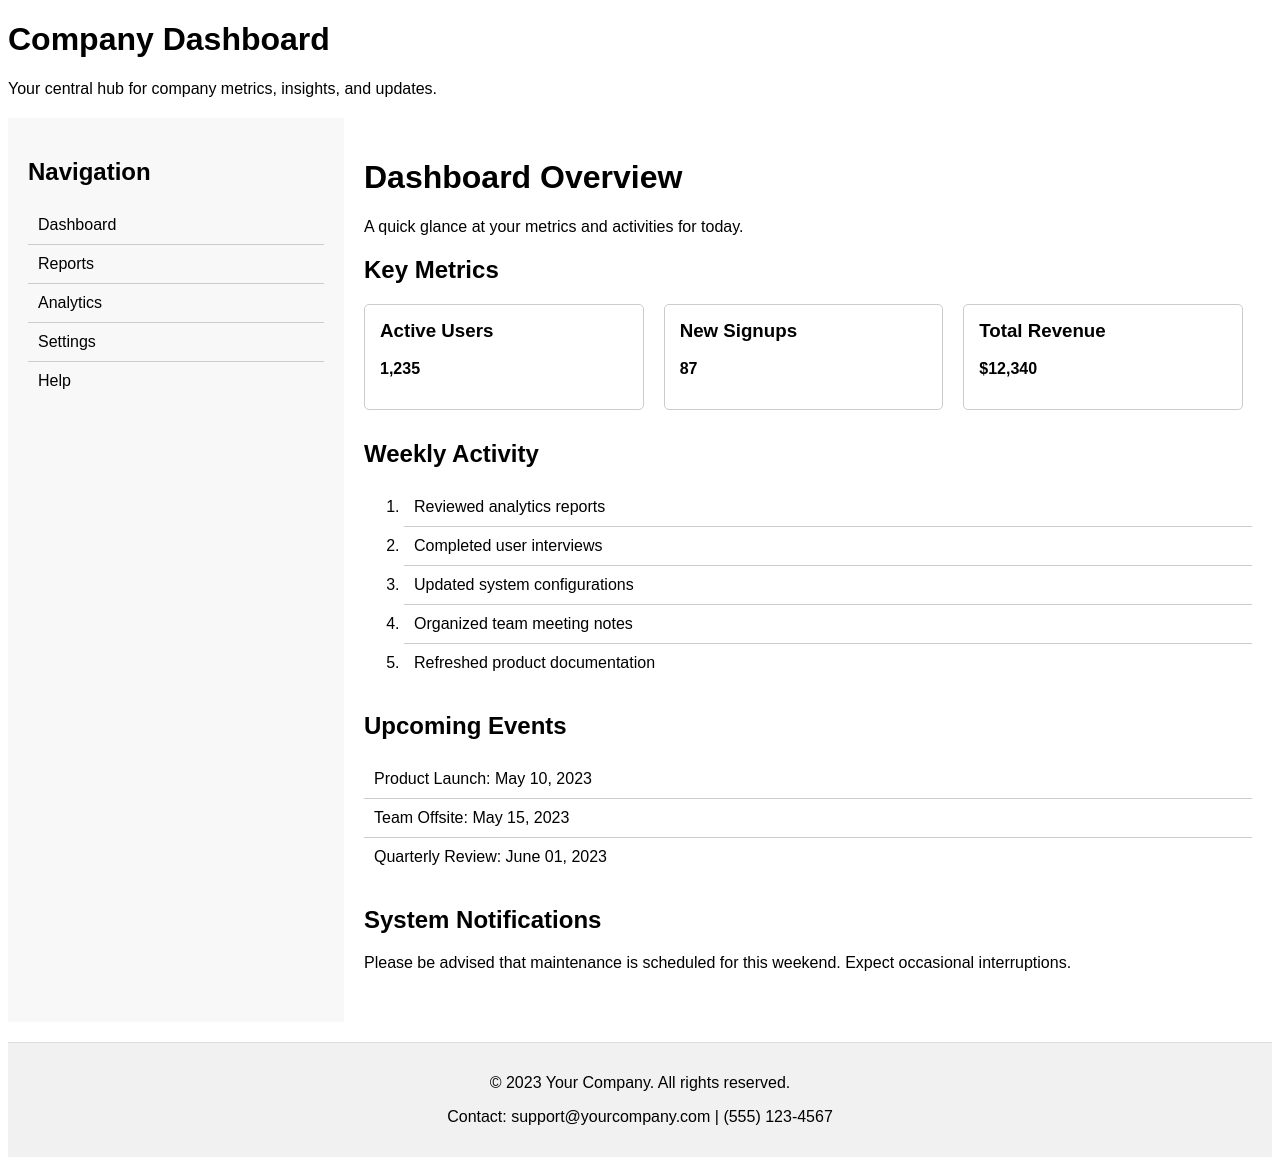 Company Dashboard
Your central hub for company metrics, insights, and updates.
Navigation
Dashboard
Reports
Analytics
Settings
Help
Dashboard Overview
A quick glance at your metrics and activities for today.
Key Metrics
Active Users
1,235
New Signups
87
Total Revenue
$12,340
Weekly Activity
1. Reviewed analytics reports
2. Completed user interviews
3. Updated system configurations
4. Organized team meeting notes
5. Refreshed product documentation
Upcoming Events
Product Launch: May 10, 2023
Team Offsite: May 15, 2023
Quarterly Review: June 01, 2023
System Notifications
Please be advised that maintenance is scheduled for this weekend. Expect occasional interruptions.
© 2023 Your Company. All rights reserved.
Contact: support@yourcompany.com | (555) 123-4567